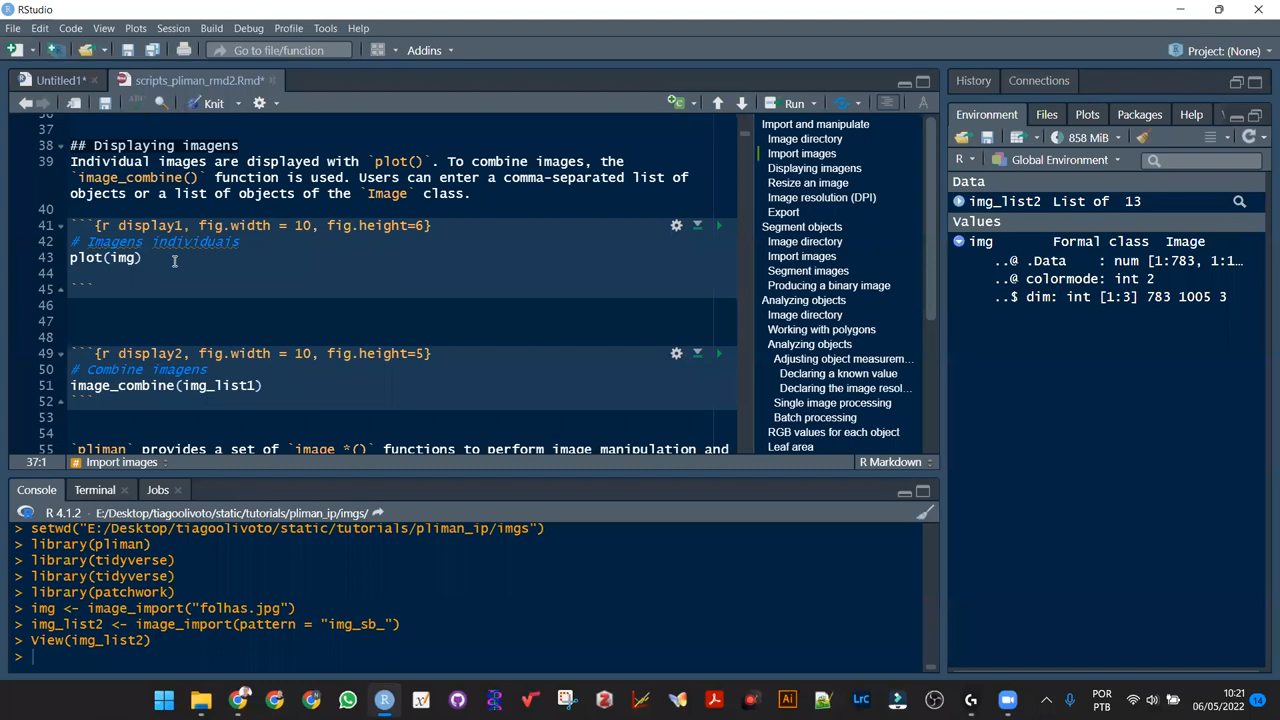 RStudio
File Edit Code View Plots Session Build Debug Profile Tools Help
Go to file/function Addins Project: (None)
Untitled1* scripts_pliman_rmd2.Rmd*
Knit Run
37
38 ## Displaying imagens
39 Individual images are displayed with `plot()`. To combine images, the
`image_combine()` function is used. Users can enter a comma-separated list of
objects or a list of objects of the `Image` class.
40
41 ```{r display1, fig.width = 10, fig.height=6}
42 # Imagens individuais
43 plot(img)
44
45 ```
46
47
48
49 ```{r display2, fig.width = 10, fig.height=5}
50 # Combine imagens
51 image_combine(img_list1)
52 ```
53
54
55 `pliman` provides a set of `image_*()` functions to perform image manipulation and
37:1 Import images R Markdown
Import and manipulate
Image directory
Import images
Displaying imagens
Resize an image
Image resolution (DPI)
Export
Segment objects
Image directory
Import images
Segment images
Producing a binary image
Analyzing objects
Image directory
Working with polygons
Analyzing objects
Adjusting object measurem...
Declaring a known value
Declaring the image resol...
Single image processing
Batch processing
RGB values for each object
Leaf area
Console Terminal Jobs
R 4.1.2 · E:/Desktop/tiagoolivoto/static/tutorials/pliman_ip/imgs/
> setwd("E:/Desktop/tiagoolivoto/static/tutorials/pliman_ip/imgs")
> library(pliman)
> library(tidyverse)
> library(tidyverse)
> library(patchwork)
> img <- image_import("folhas.jpg")
> img_list2 <- image_import(pattern = "img_sb_")
> View(img_list2)
>
History Connections
Environment Files Plots Packages Help
858 MiB
R Global Environment
Data
img_list2 List of 13
Values
img Formal class Image
..@ .Data : num [1:783, 1:1…
..@ colormode: int 2
..$ dim: int [1:3] 783 1005 3
POR
PTB
10:21
06/05/2022
14